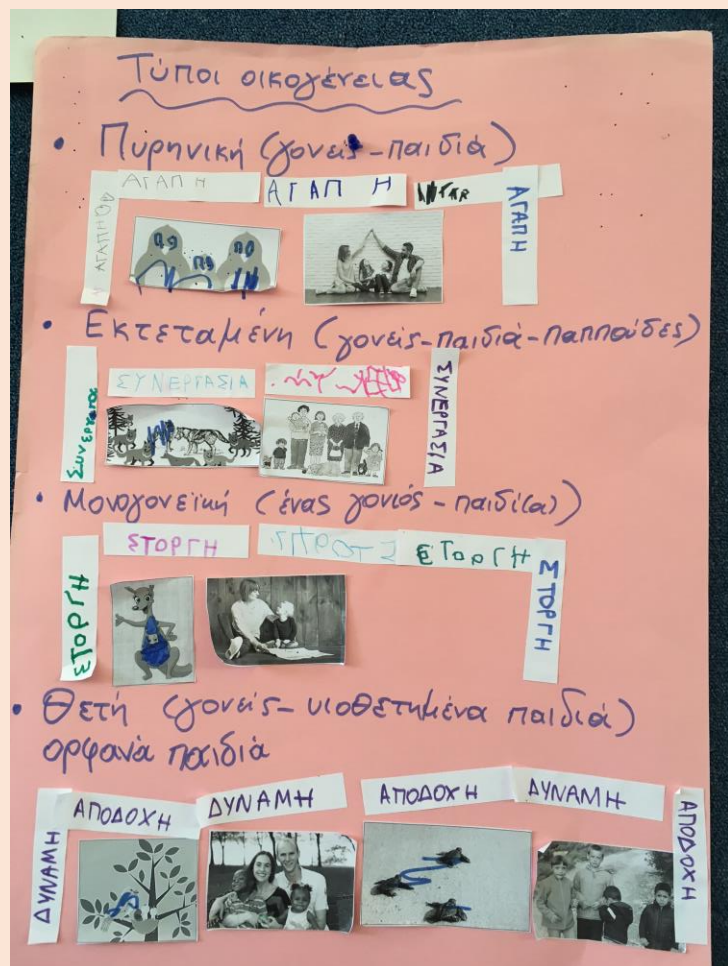 Τύποι οικογένειας
• Πυρηνική (γονείς-παιδιά)
ΑΓΑΠΗ ΑΓΑΠΗ
ΑΓΑΠΗ ΑΓΑΠΗ
• Εκτεταμένη (γονείς-παιδιά-παππούδες)
ΣΥΝΕΡΓΑΣΙΑ
ΣΥΝΕΡΓΑΣΙΑ
• Μονογονεϊκή (ένας γονιός-παιδί(α))
ΣΤΟΡΓΗ ΣΤΟΡΓΗ
ΣΤΟΡΓΗ ΣΤΟΡΓΗ
• Θετή (γονείς-υιοθετημένα παιδιά)
ορφανά παιδιά
ΔΥΝΑΜΗ ΑΠΟΔΟΧΗ ΔΥΝΑΜΗ ΑΠΟΔΟΧΗ ΔΥΝΑΜΗ ΑΠΟΔΟΧΗ